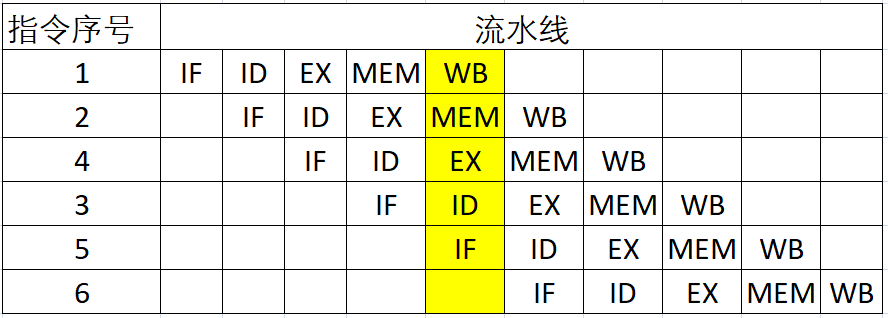 指令序号 流水线
1 IF ID EX MEM WB
2 IF ID EX MEM WB
4 IF ID EX MEM WB
3 IF ID EX MEM WB
5 IF ID EX MEM WB
6 IF ID EX MEM WB